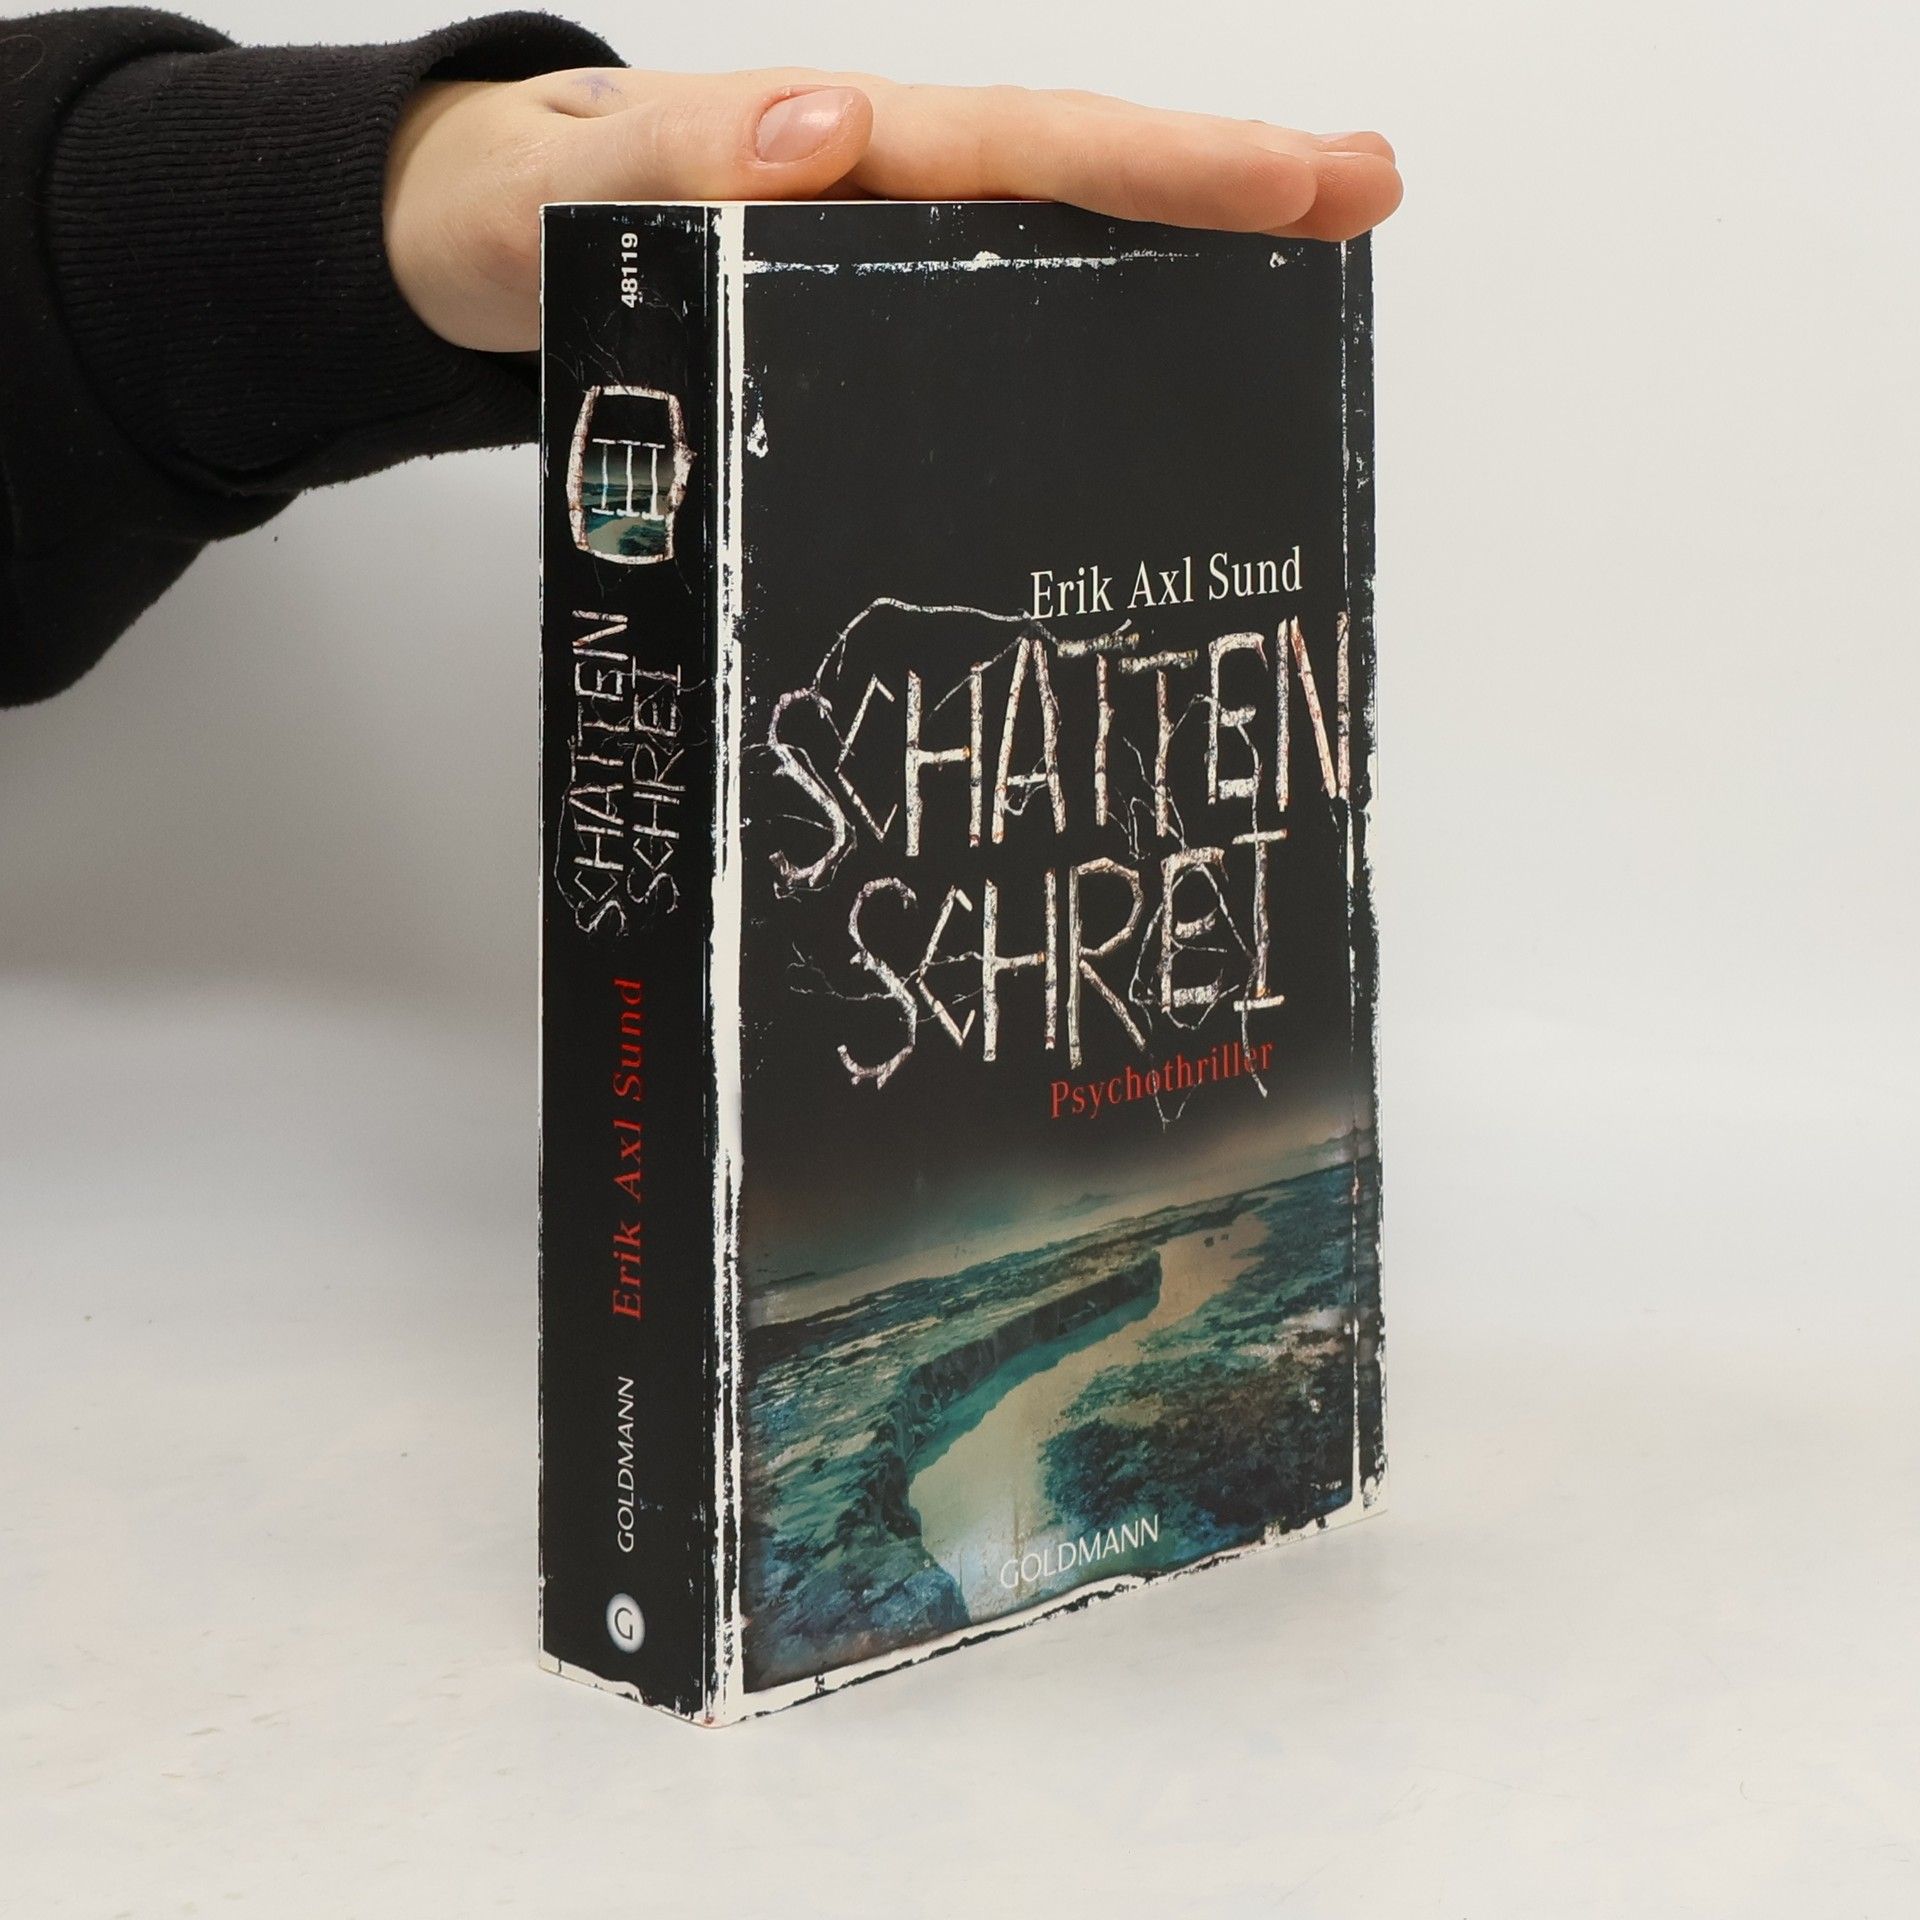 48119
III
SCHATTEN
SCHREI
Erik Axl Sund
GOLDMANN
G
Erik Axl Sund
SCHATTEN
SCHREI
Psychothriller
GOLDMANN